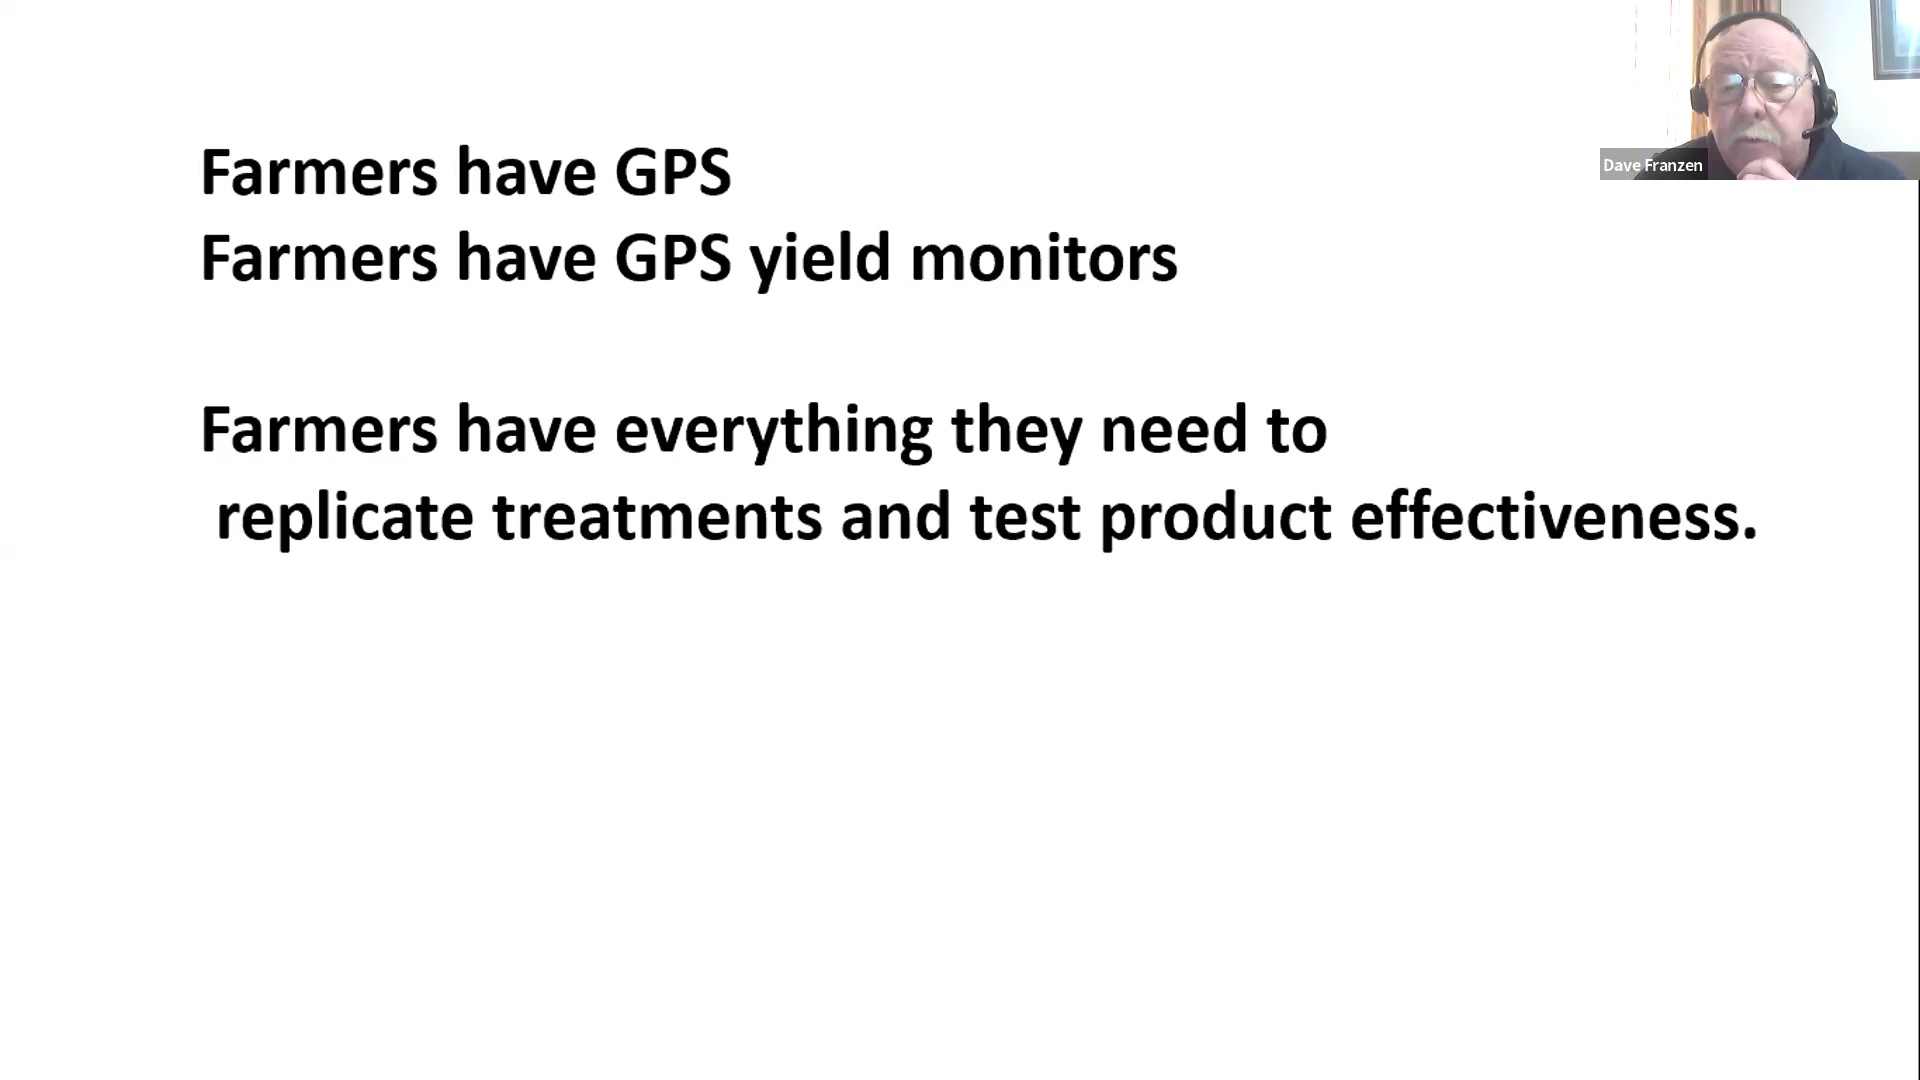 Farmers have GPS
Farmers have GPS yield monitors
Farmers have everything they need to
replicate treatments and test product effectiveness.
Dave Franzen